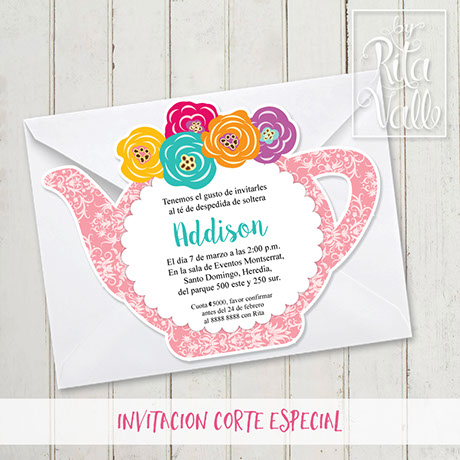 by
Rita
Valle
Tenemos el gusto de invitarles
al té de despedida de soltera
Addison
El día 7 de marzo a las 2:00 p.m.
En la sala de Eventos Montserrat,
Santo Domingo, Heredia,
del parque 500 este y 250 sur.
Cuota ¢5000, favor confirmar
antes del 24 de febrero
al 8888 8888 con Rita
INVITACION CORTE ESPECIAL